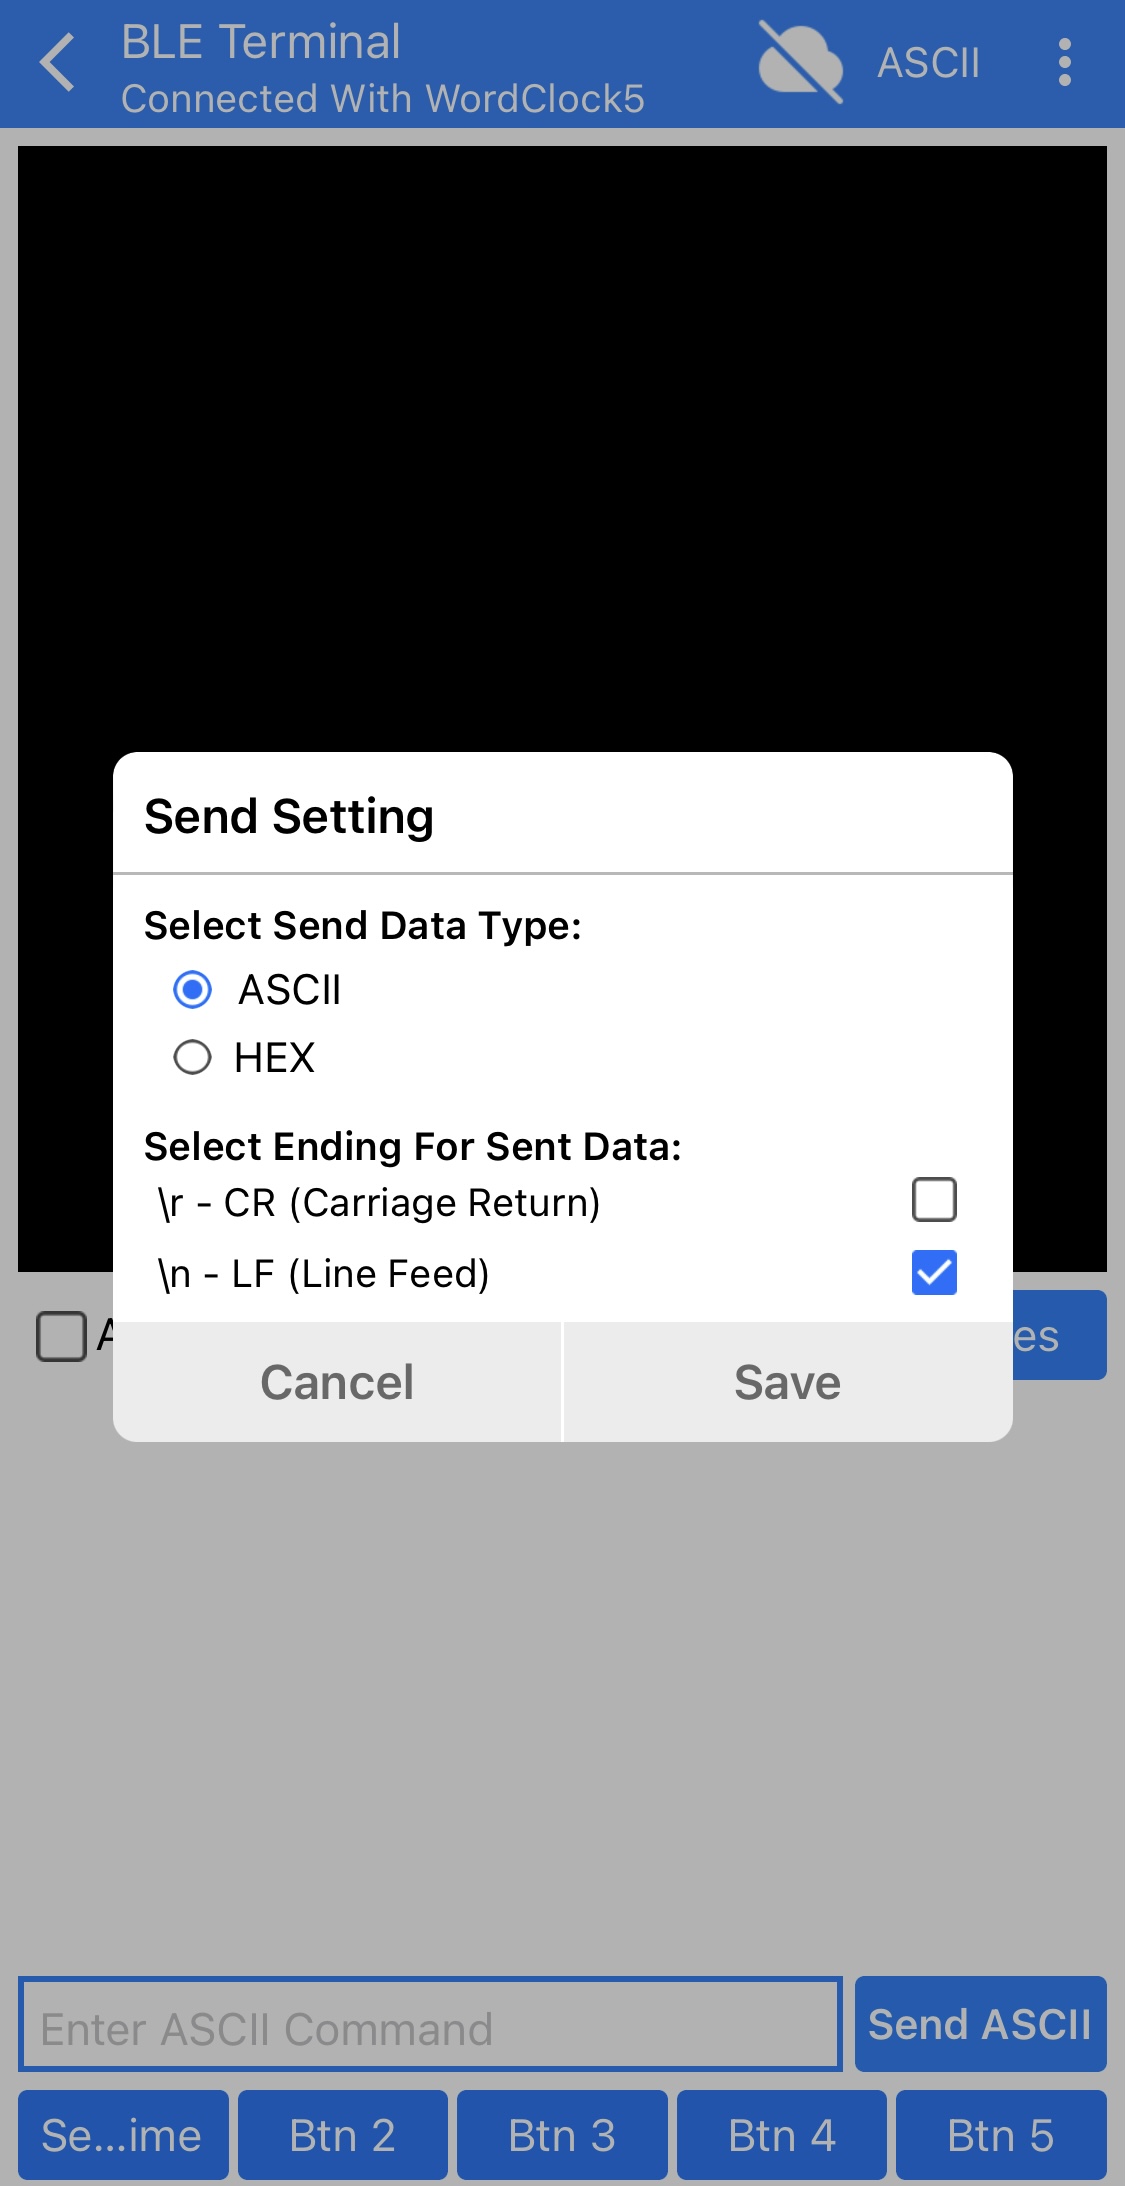 BLE Terminal
Connected With WordClock5
ASCII
Send Setting
Select Send Data Type:
ASCII
HEX
Select Ending For Sent Data:
\r - CR (Carriage Return)
\n - LF (Line Feed)
A
es
Cancel
Save
Enter ASCII Command
Send ASCII
Se...ime
Btn 2
Btn 3
Btn 4
Btn 5